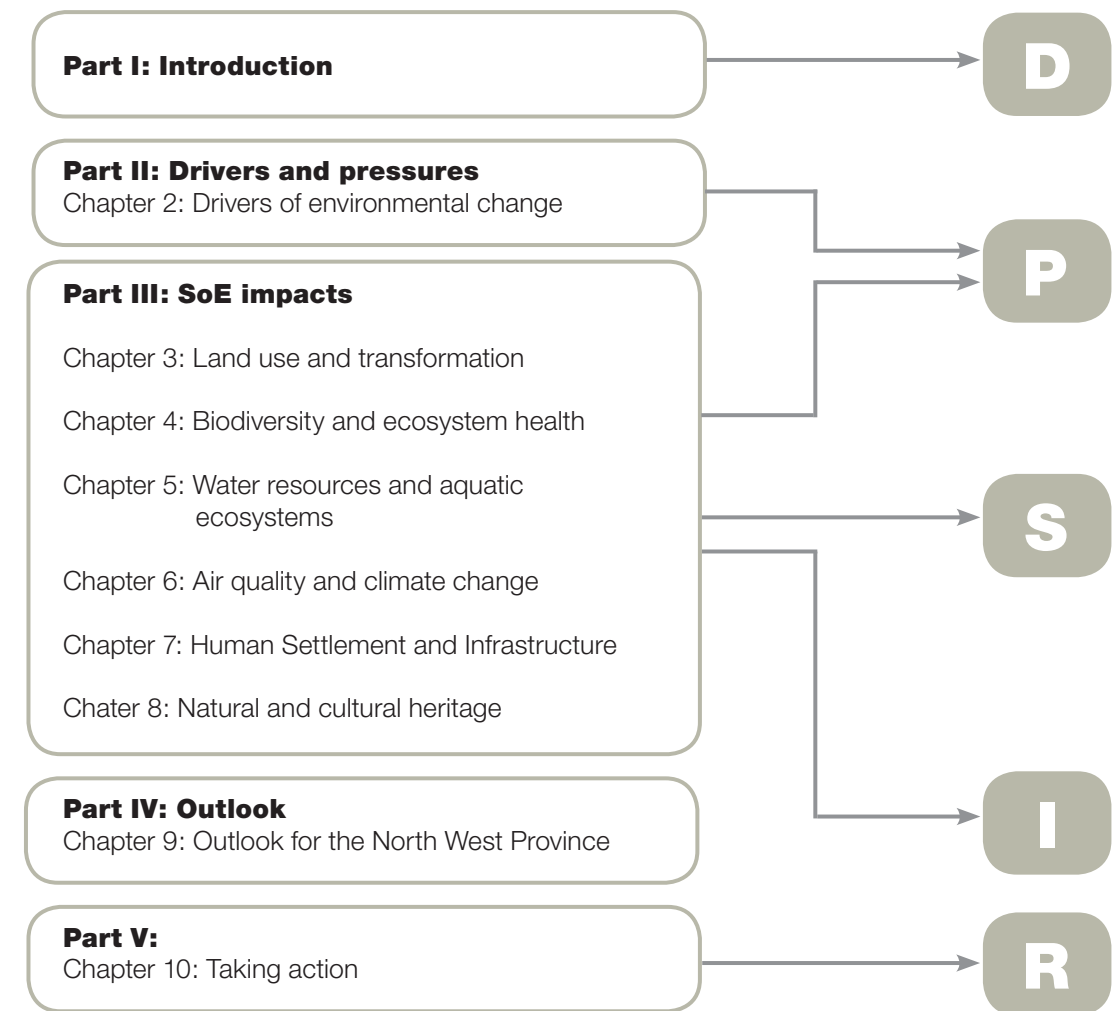 Part I: Introduction
D
Part II: Drivers and pressures
Chapter 2: Drivers of environmental change
P
Part III: SoE impacts
Chapter 3: Land use and transformation
Chapter 4: Biodiversity and ecosystem health
Chapter 5: Water resources and aquatic
ecosystems
S
Chapter 6: Air quality and climate change
Chapter 7: Human Settlement and Infrastructure
Chater 8: Natural and cultural heritage
Part IV: Outlook
Chapter 9: Outlook for the North West Province
I
Part V:
Chapter 10: Taking action
R